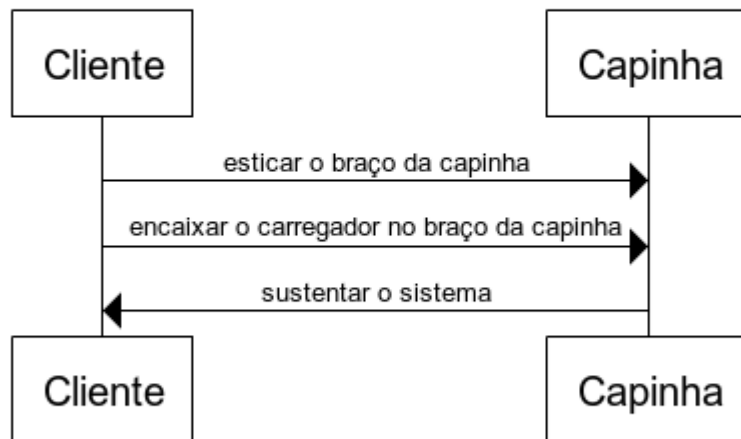 Cliente
Capinha
esticar o braço da capinha
encaixar o carregador no braço da capinha
sustentar o sistema
Cliente
Capinha